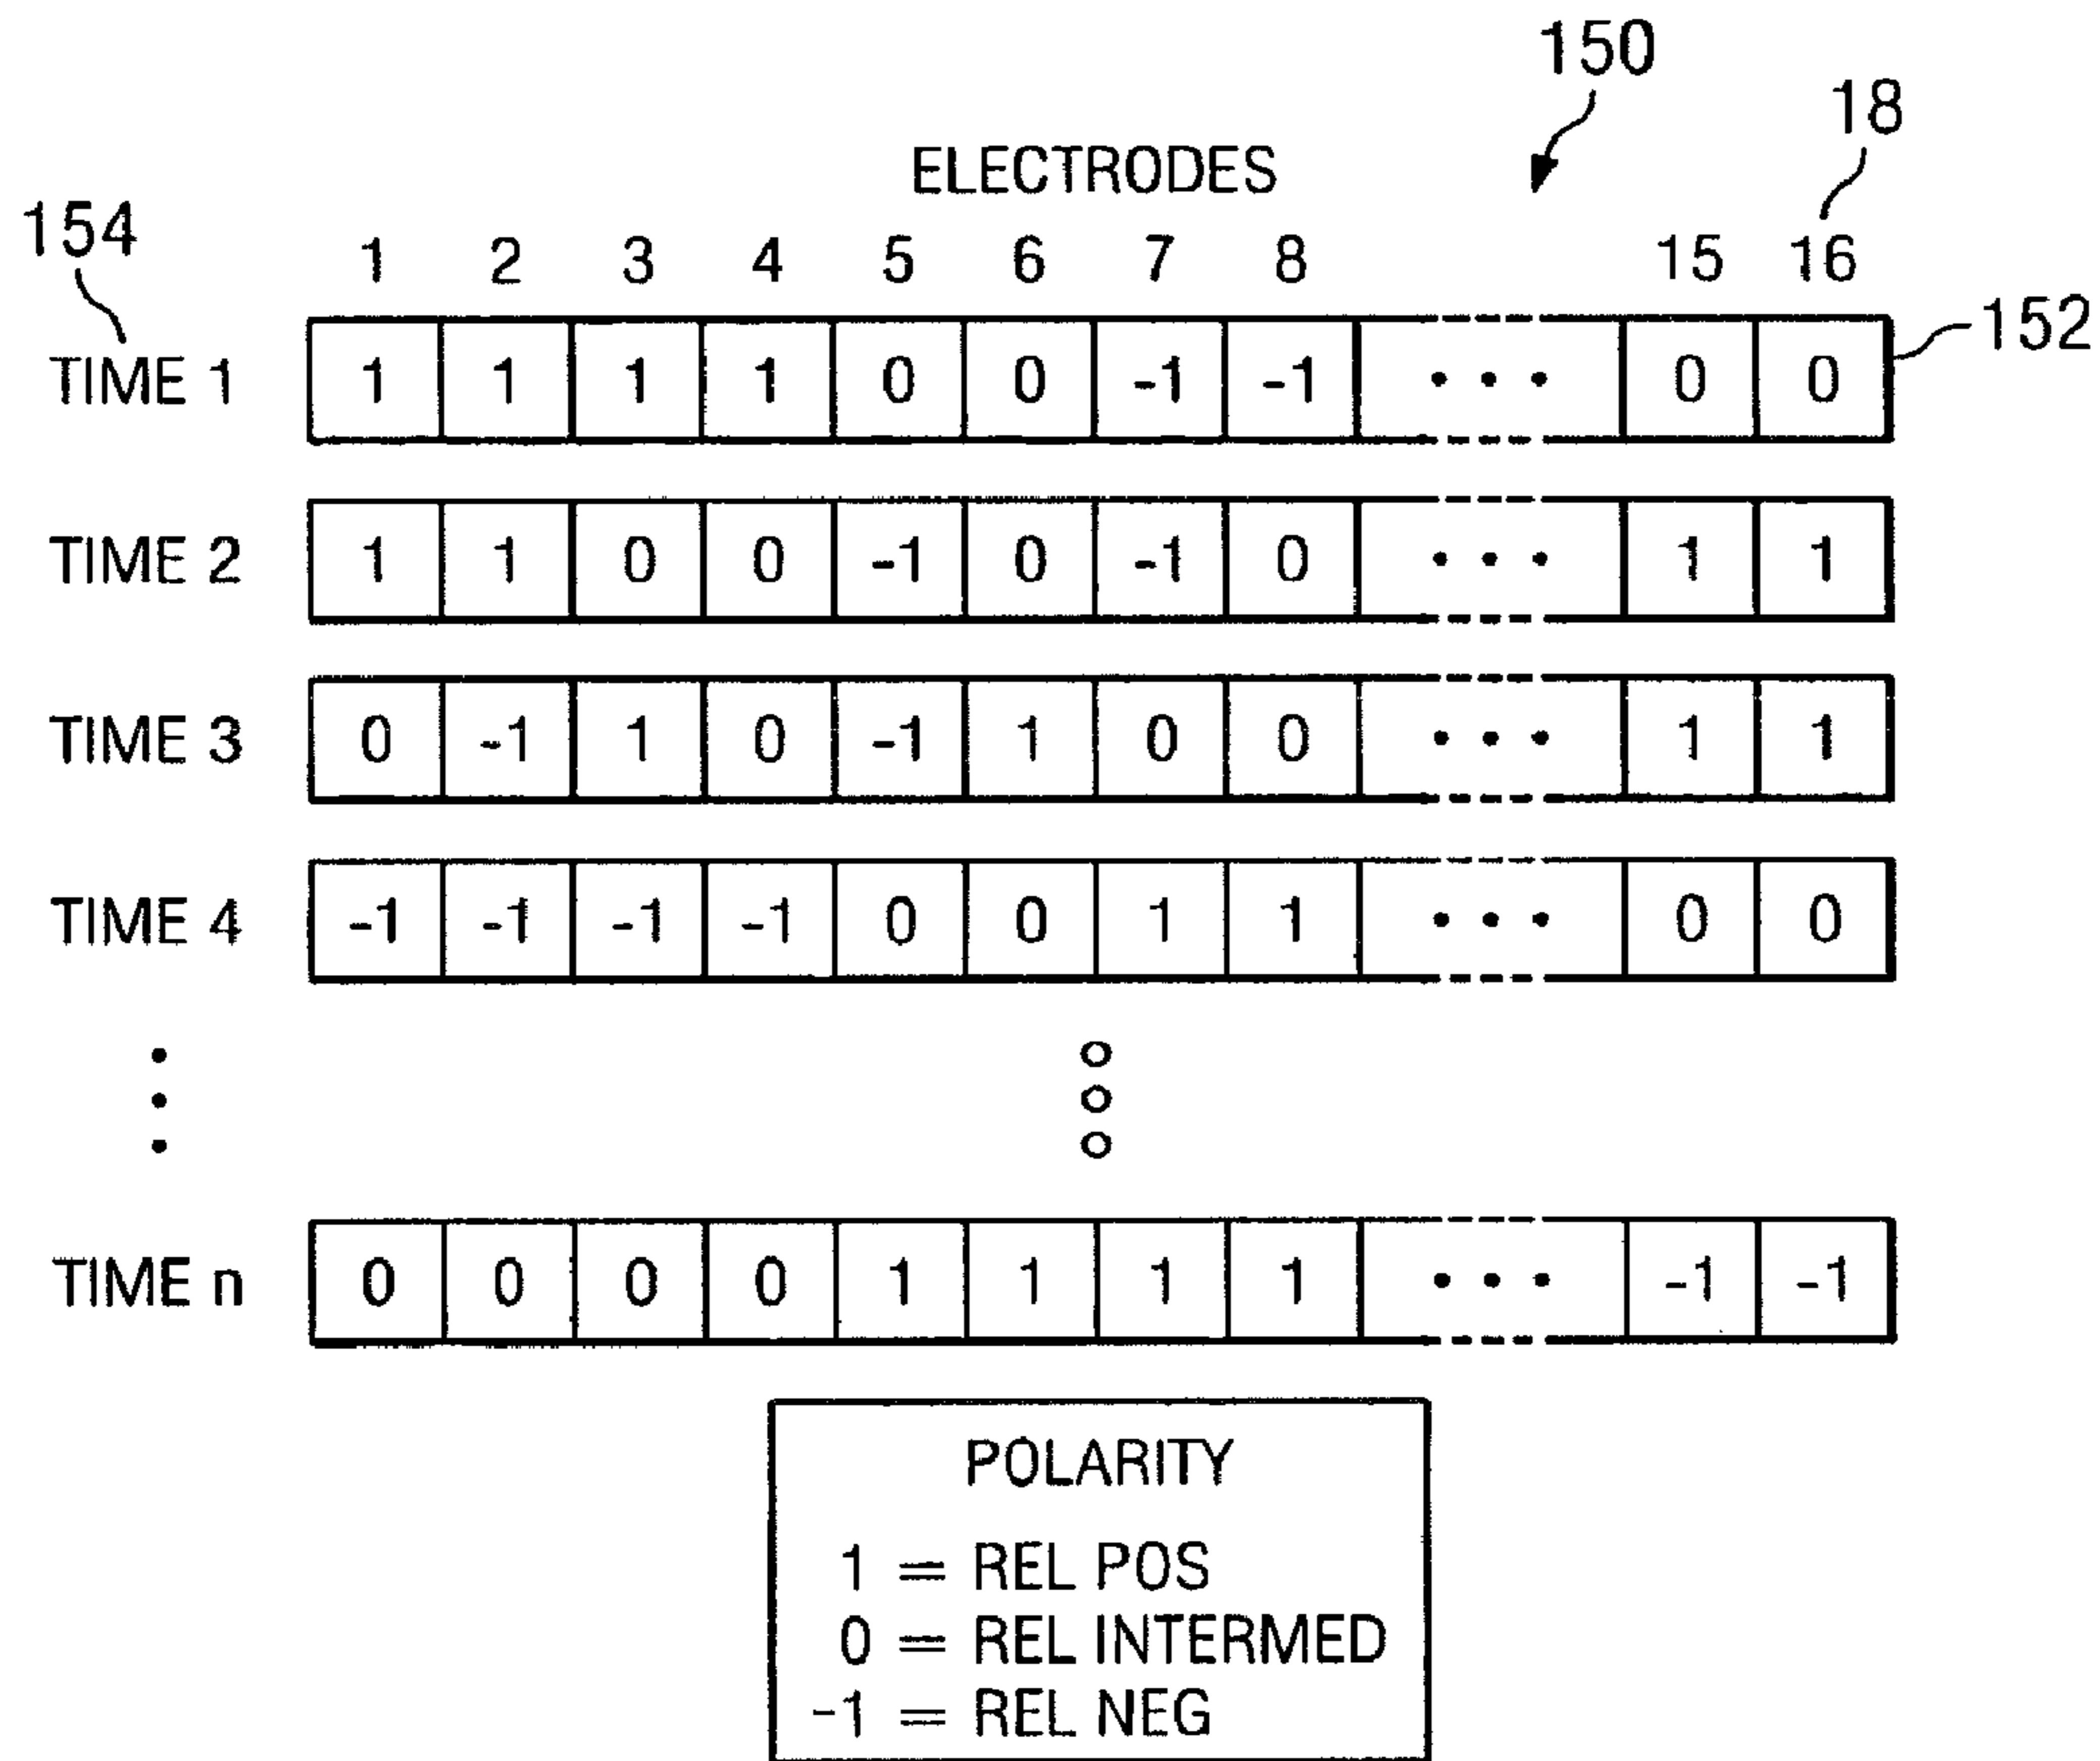 150
18
ELECTRODES
154
1 2 3 4 5 6 7 8 15 16
152
TIME 1 1 1 1 1 0 0 -1 -1 • • • 0 0
TIME 2 1 1 0 0 -1 0 -1 0 • • • 1 1
TIME 3 0 -1 1 0 -1 1 0 0 • • • 1 1
TIME 4 -1 -1 -1 -1 0 0 1 1 • • • 0 0
TIME n 0 0 0 0 1 1 1 1 • • • -1 -1
POLARITY
1 = REL POS
0 = REL INTERMED
-1 = REL NEG